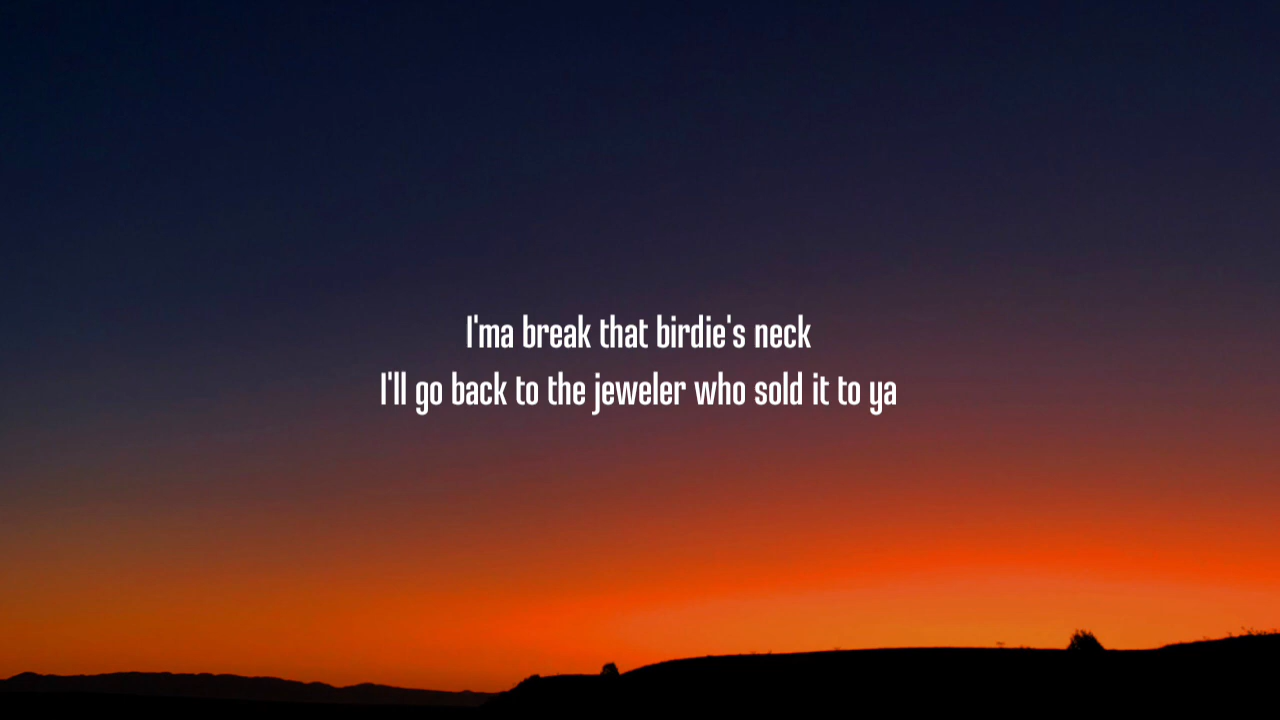 I'ma break that birdie's neck
I'll go back to the jeweler who sold it to ya